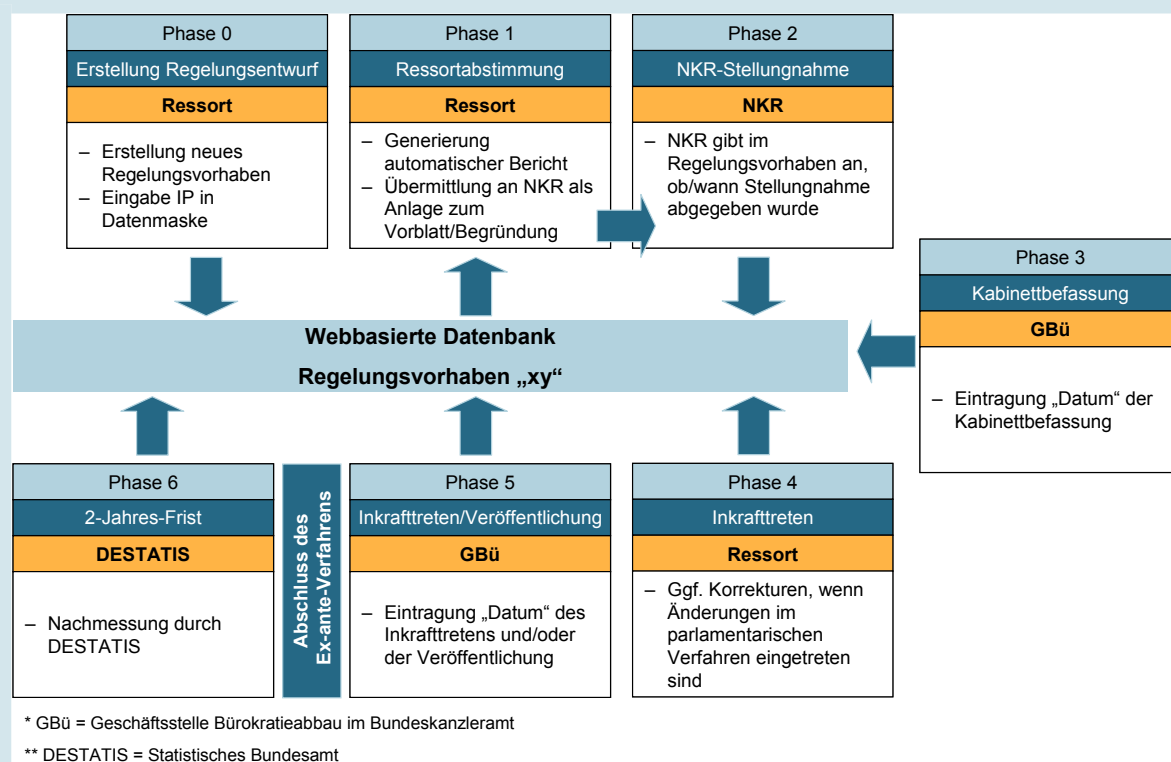 Phase 0
Erstellung Regelungsentwurf
Ressort
– Erstellung neues
Regelungsvorhaben
– Eingabe IP in
Datenmaske
Phase 1
Ressortabstimmung
Ressort
– Generierung
automatischer Bericht
– Übermittlung an NKR als
Anlage zum
Vorblatt/Begründung
Phase 2
NKR-Stellungnahme
NKR
– NKR gibt im
Regelungsvorhaben an,
ob/wann Stellungnahme
abgegeben wurde
Phase 3
Kabinettbefassung
GBü
– Eintragung „Datum“ der
Kabinettbefassung
Webbasierte Datenbank
Regelungsvorhaben „xy“
Phase 6
2-Jahres-Frist
DESTATIS
– Nachmessung durch
DESTATIS
Abschluss des
Ex-ante-Verfahrens
Phase 5
Inkrafttreten/Veröffentlichung
GBü
– Eintragung „Datum“ des
Inkrafttretens und/oder
der Veröffentlichung
Phase 4
Inkrafttreten
Ressort
– Ggf. Korrekturen, wenn
Änderungen im
parlamentarischen
Verfahren eingetreten
sind
* GBü = Geschäftsstelle Bürokratieabbau im Bundeskanzleramt
** DESTATIS = Statistisches Bundesamt